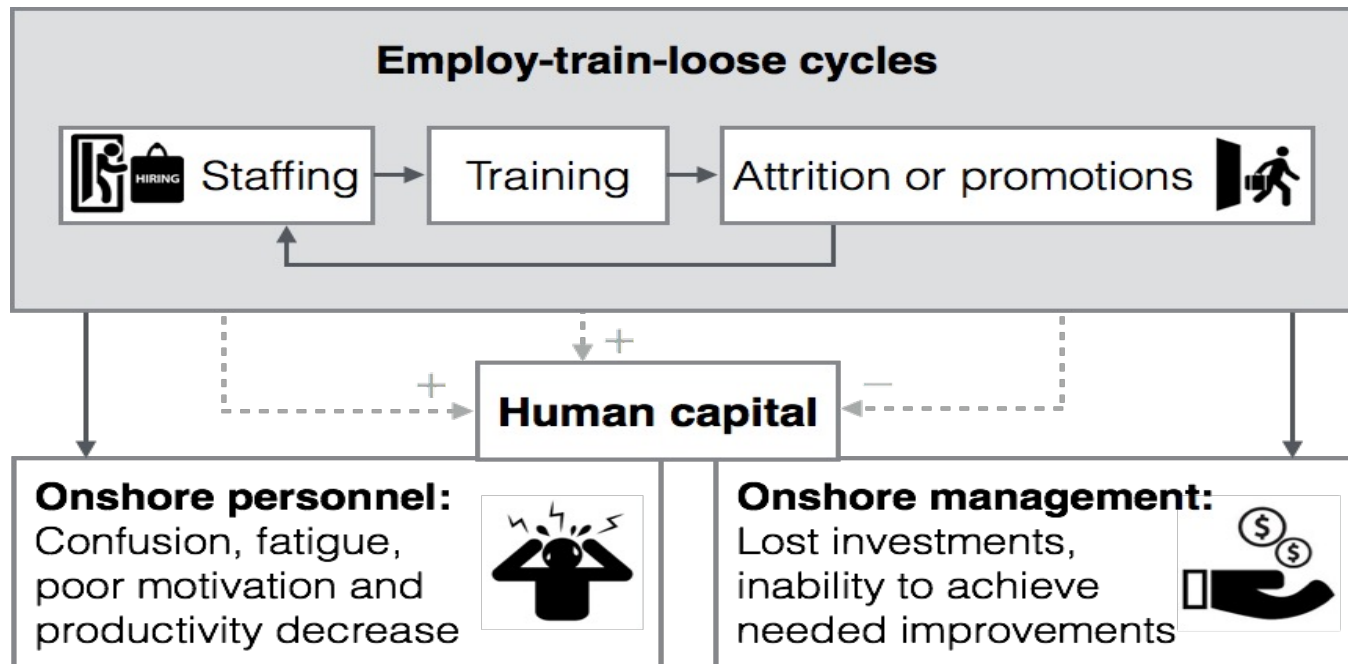 Employ-train-loose cycles
HIRING
Staffing
Training
Attrition or promotions
+
+
−
Human capital
Onshore personnel:
Confusion, fatigue,
poor motivation and
productivity decrease
Onshore management:
$
$
Lost investments,
inability to achieve
needed improvements